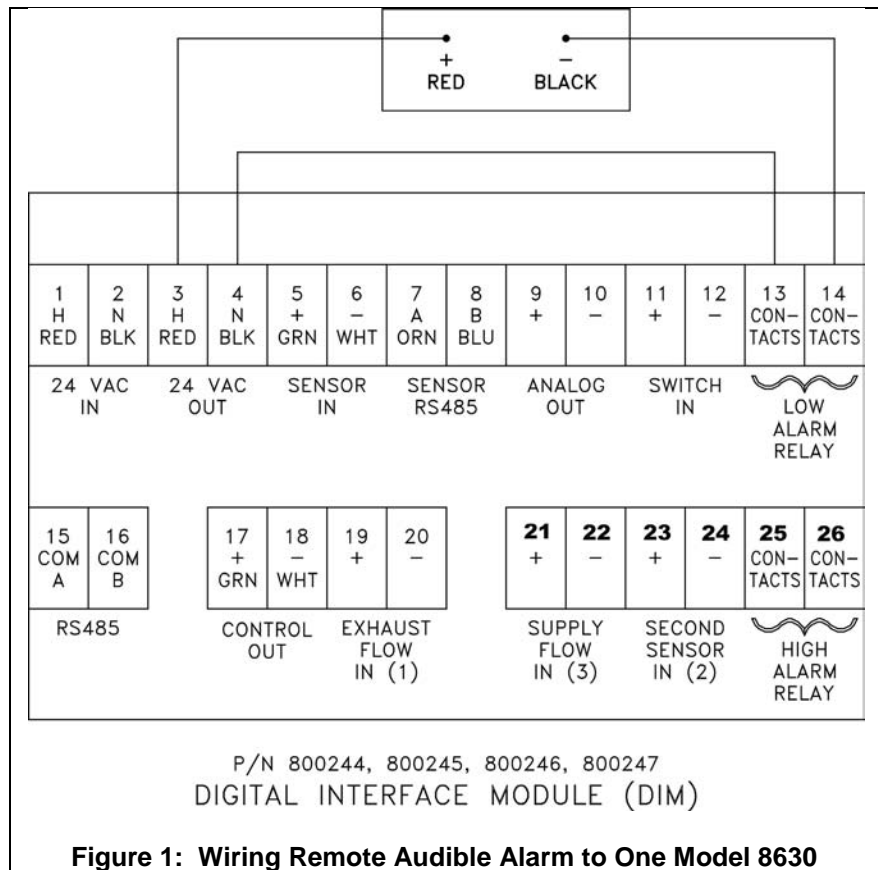 + −
RED BLACK
1 2 3 4 5 6 7 8 9 10 11 12 13 14
H N H N + − A B + − + − CON- CON-
RED BLK RED BLK GRN WHT ORN BLU TACTS TACTS
24 VAC 24 VAC SENSOR SENSOR ANALOG SWITCH LOW
IN OUT IN RS485 OUT IN ALARM
RELAY
15 16 17 18 19 20 21 22 23 24 25 26
COM COM + − + − + − + − CON- CON-
A B GRN WHT TACTS TACTS
RS485 CONTROL EXHAUST SUPPLY SECOND HIGH
OUT FLOW FLOW SENSOR ALARM
IN (1) IN (3) IN (2) RELAY
P/N 800244, 800245, 800246, 800247
DIGITAL INTERFACE MODULE (DIM)
Figure 1: Wiring Remote Audible Alarm to One Model 8630